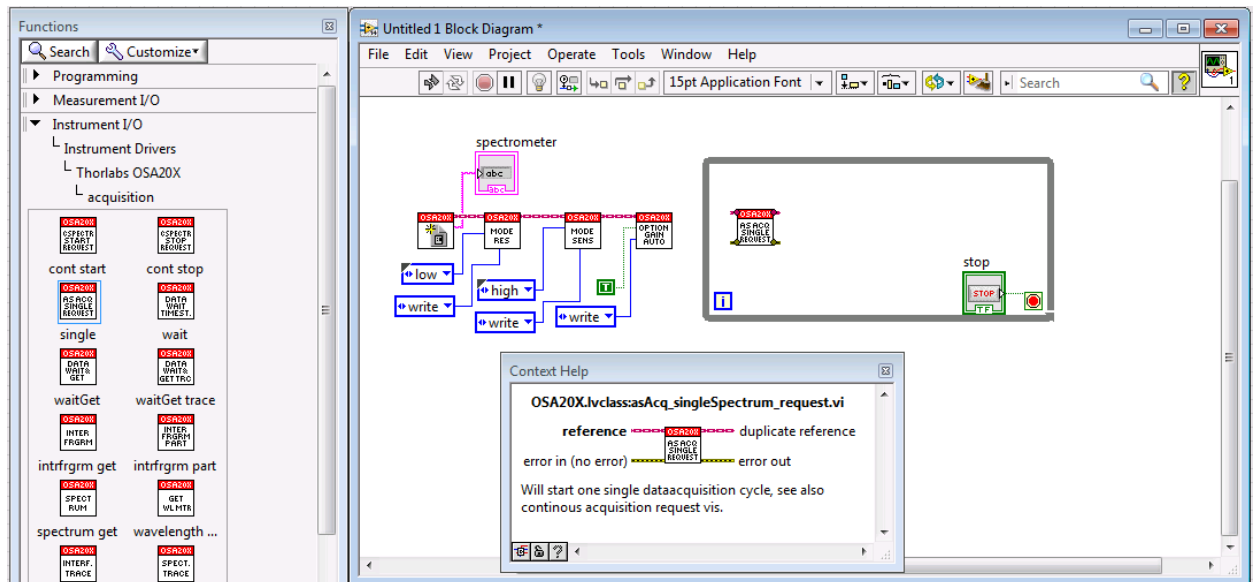 Functions
Search
Customize
Programming
Measurement I/O
Instrument I/O
Instrument Drivers
Thorlabs OSA20X
acquisition
OSA20X
CSPECTR
START
REQUEST
OSA20X
CSPECTR
STOP
REQUEST
cont start
cont stop
OSA20X
AS ACQ
SINGLE
REQUEST
OSA20X
DATA
WAIT
TIMEST.
single
wait
OSA20X
DATA
WAIT&
GET
OSA20X
DATA
WAIT&
GETTRC
waitGet
waitGet trace
OSA20X
INTER
FRGRM
OSA20X
INTER
FRGRM
PART
intrfrgrm get
intrfrgrm part
OSA20X
SPECT
RUM
OSA20X
GET
WLMTR
spectrum get
wavelength ...
OSA20X
INTERF.
TRACE
OSA20X
SPECT.
TRACE
Untitled 1 Block Diagram *
File Edit View Project Operate Tools Window Help
15pt Application Font
Search
1
spectrometer
abc
abc
OSA20X
OSA20X
MODE
RES
OSA20X
MODE
SENS
OSA20X
OPTION
GAIN
AUTO
low
write
high
write
T
write
OSA20X
AS ACQ
SINGLE
REQUEST
i
stop
STOP
TF
Context Help
OSA20X.lvclass:asAcq_singleSpectrum_request.vi
reference
OSA20X
AS ACQ
SINGLE
REQUEST
duplicate reference
error in (no error)
error out
Will start one single dataacquisition cycle, see also
continous acquisition request vis.